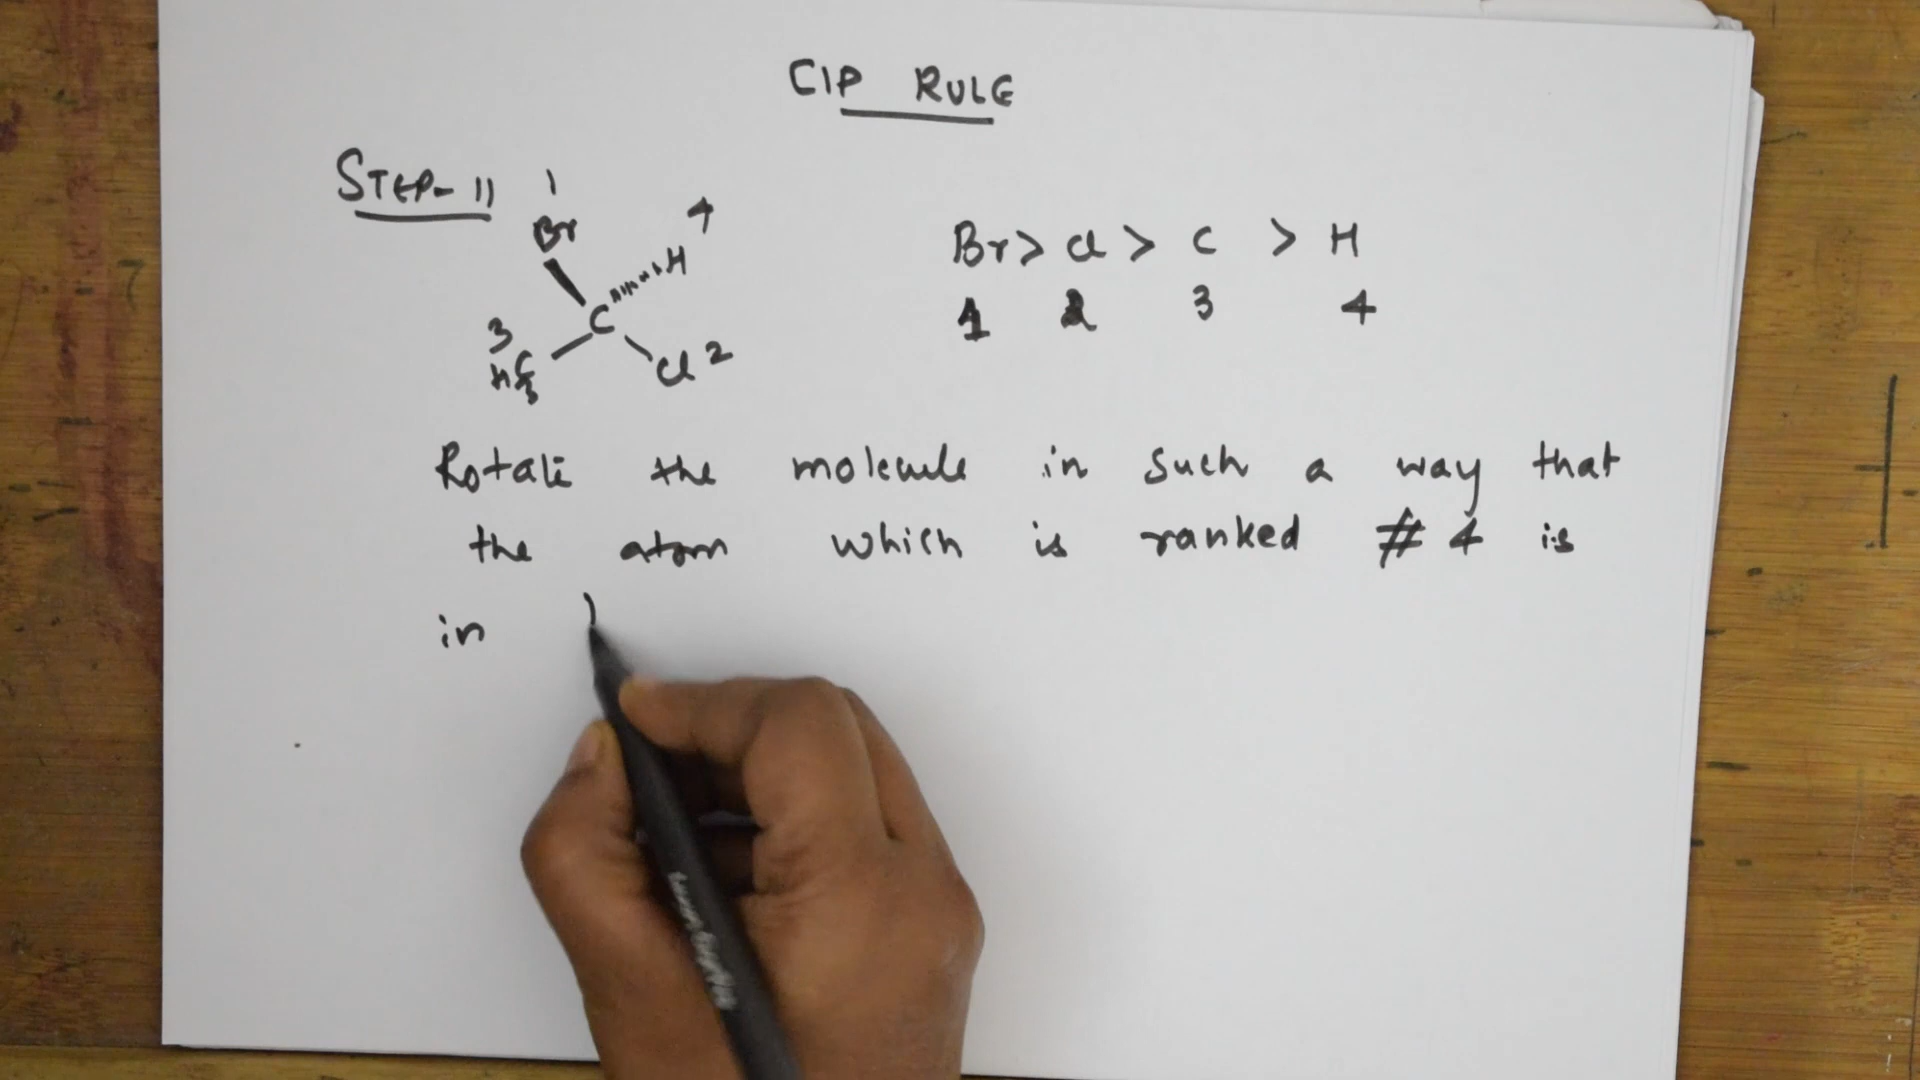 CIP RULE
STEP-II
1
Br
4
H
C
3
H3C
Cl 2
Br > Cl > C > H
1 2 3 4
Rotate the molecule in such a way that
the atom which is ranked # 4 is
in